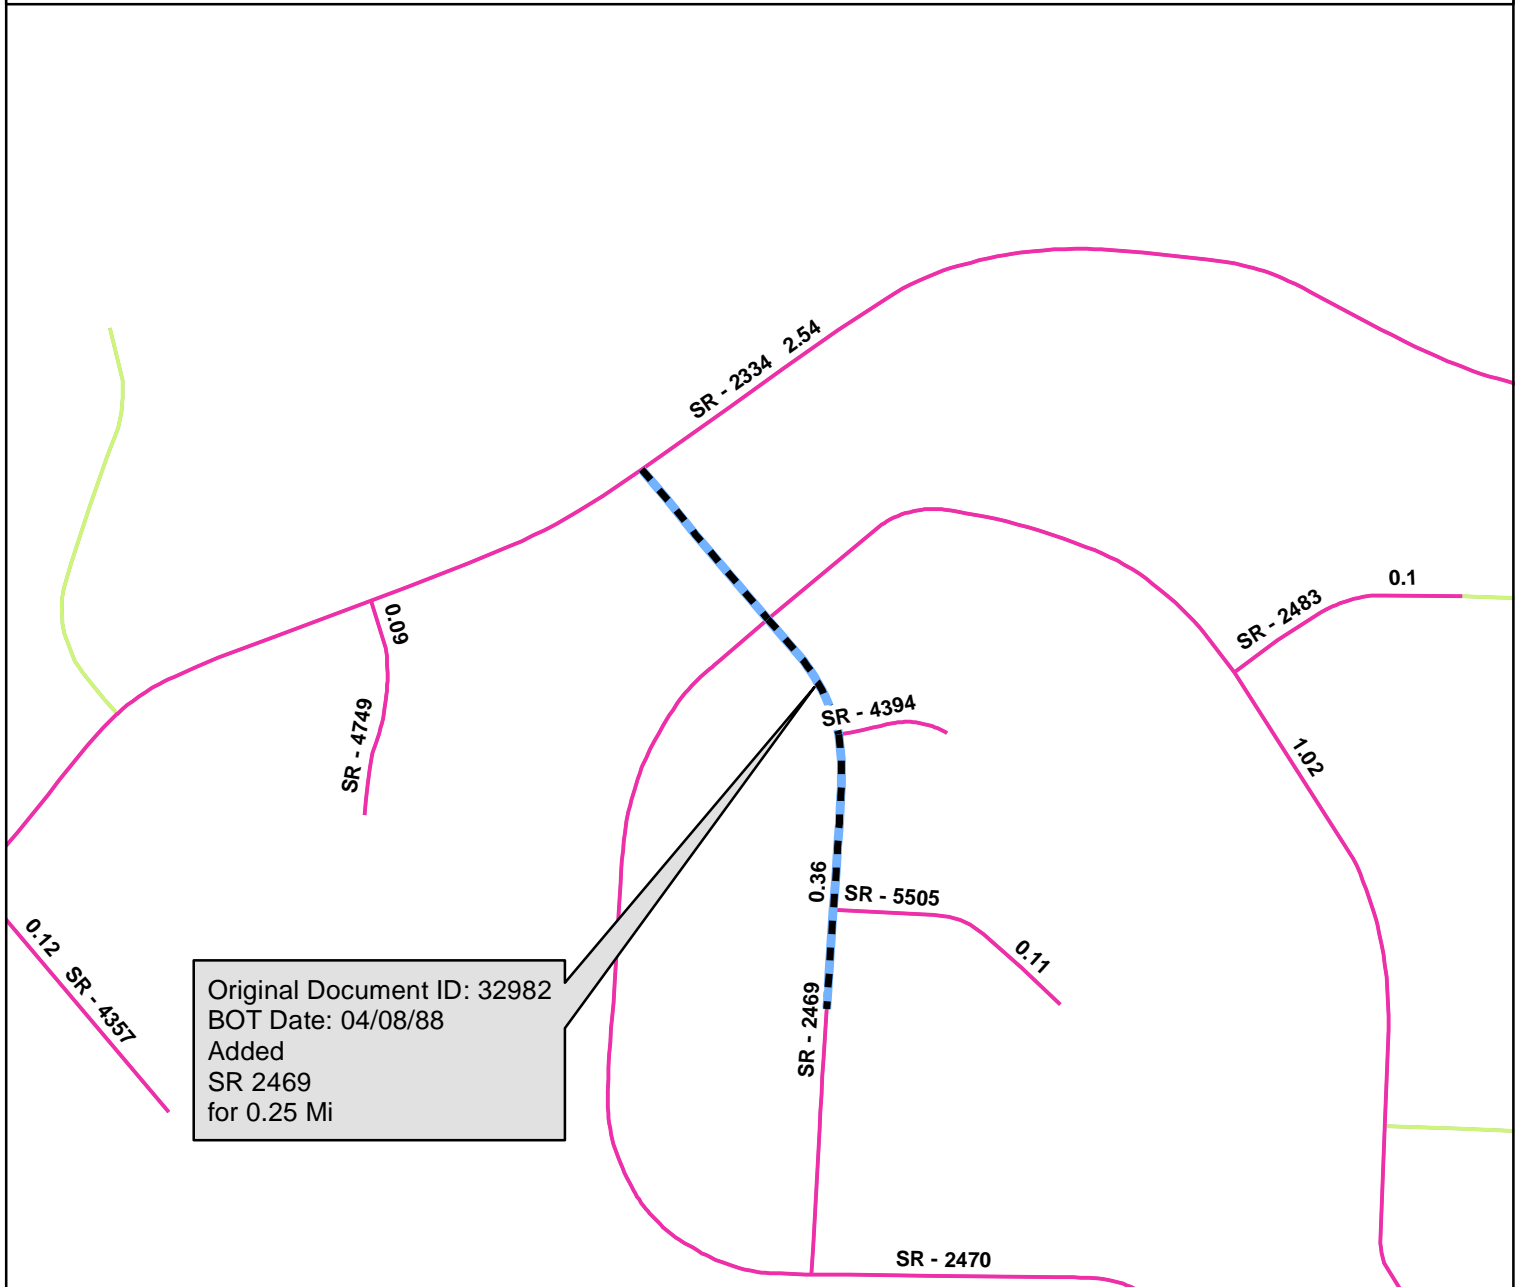 SR - 2334 2.54
0.1
SR - 2483
0.09
SR - 4749
SR - 4394
1.02
0.36
SR - 5505
0.11
0.12 SR - 4357
SR - 2469
Original Document ID: 32982
BOT Date: 04/08/88
Added
SR 2469
for 0.25 Mi
SR - 2470